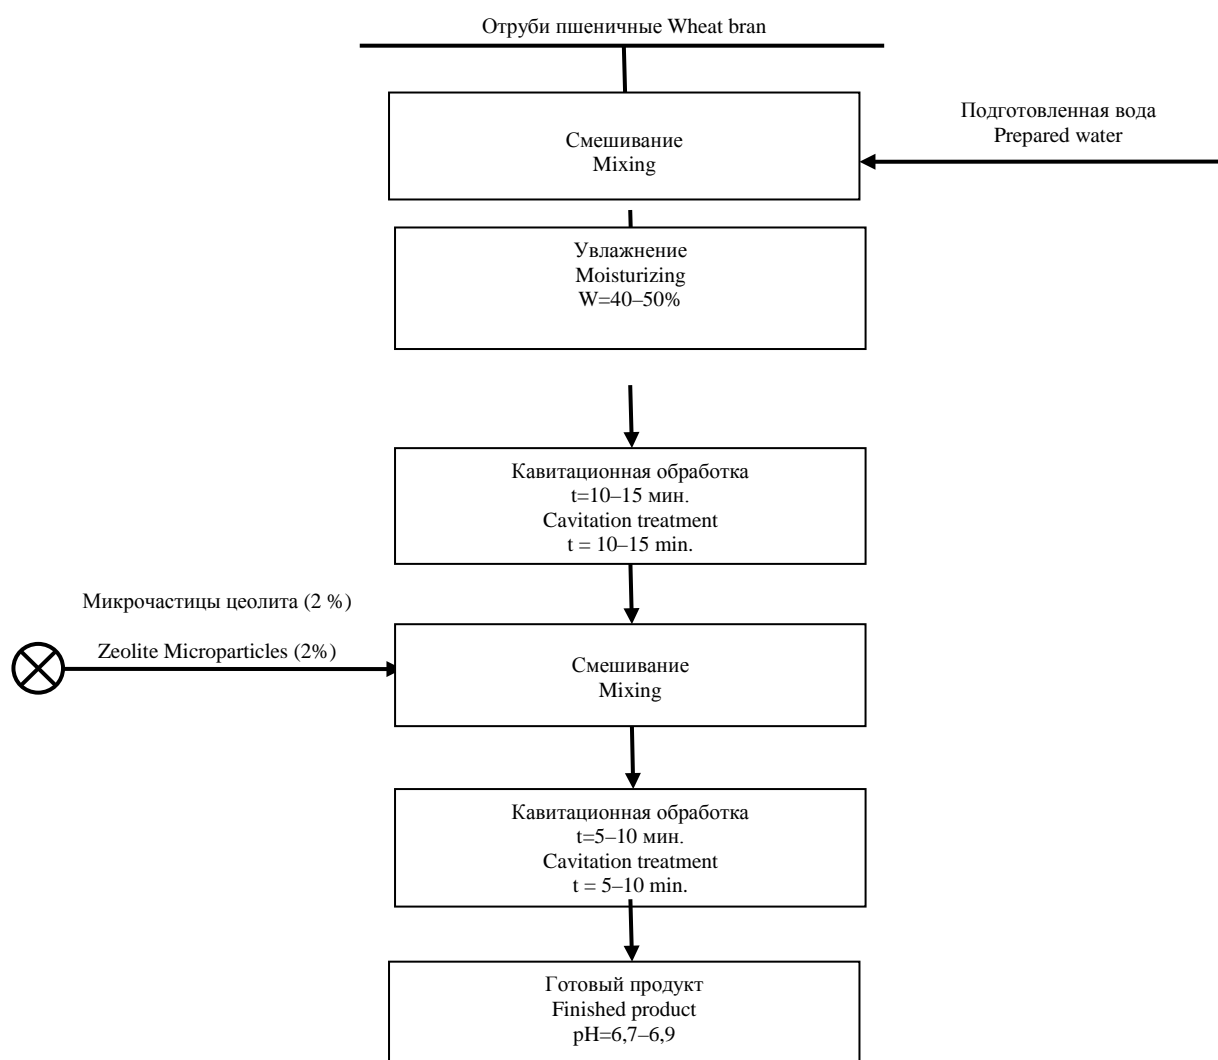 Отруби пшеничные Wheat bran
Подготовленная вода
Prepared water
Смешивание
Mixing
Увлажнение
Moisturizing
W=40–50%
Кавитационная обработка
t=10–15 мин.
Cavitation treatment
t = 10–15 min.
Микрочастицы цеолита (2 %)
Zeolite Microparticles (2%)
Смешивание
Mixing
Кавитационная обработка
t=5–10 мин.
Cavitation treatment
t = 5–10 min.
Готовый продукт
Finished product
pH=6,7–6,9